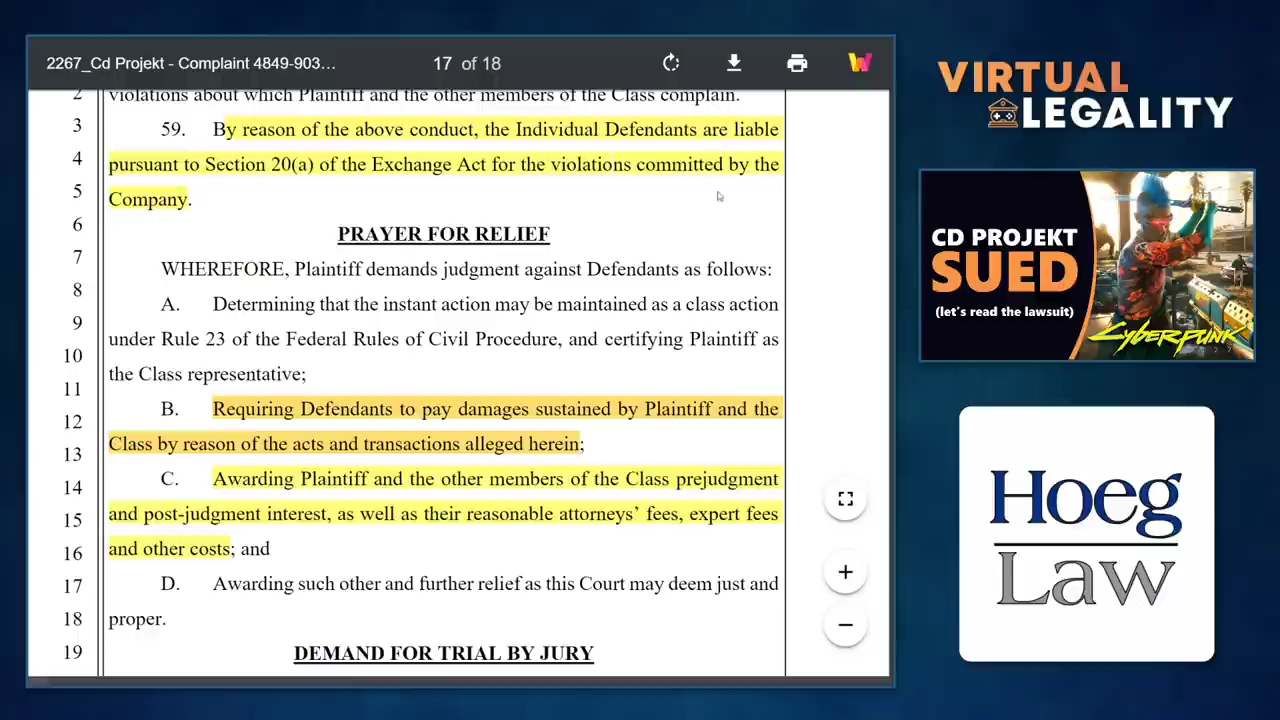 2267_Cd Projekt - Complaint 4849-903...
17 of 18
2 violations about which Plaintiff and the other members of the Class complain.
3 59. By reason of the above conduct, the Individual Defendants are liable
4 pursuant to Section 20(a) of the Exchange Act for the violations committed by the
5 Company.
6 PRAYER FOR RELIEF
7 WHEREFORE, Plaintiff demands judgment against Defendants as follows:
8 A. Determining that the instant action may be maintained as a class action
9 under Rule 23 of the Federal Rules of Civil Procedure, and certifying Plaintiff as
10 the Class representative;
11 B. Requiring Defendants to pay damages sustained by Plaintiff and the
12 Class by reason of the acts and transactions alleged herein;
13
14 C. Awarding Plaintiff and the other members of the Class prejudgment
15 and post-judgment interest, as well as their reasonable attorneys' fees, expert fees
16 and other costs; and
17 D. Awarding such other and further relief as this Court may deem just and
18 proper.
19 DEMAND FOR TRIAL BY JURY
VIRTUAL
LEGALITY
CD PROJEKT
SUED
(let's read the lawsuit)
CYBERPUNK
Hoeg
Law